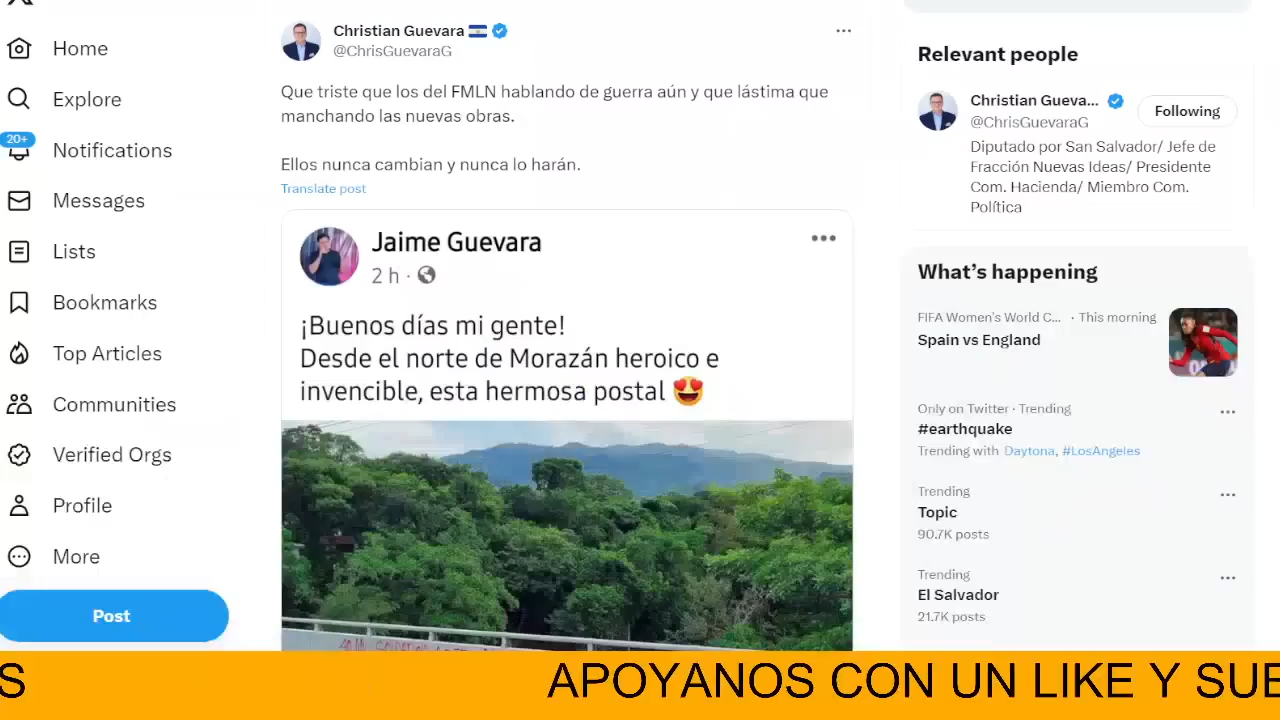 Home
Explore
20+
Notifications
Messages
Lists
Bookmarks
Top Articles
Communities
Verified Orgs
Profile
More
Post
Christian Guevara
@ChrisGuevaraG
Que triste que los del FMLN hablando de guerra aún y que lástima que
manchando las nuevas obras.
Ellos nunca cambian y nunca lo harán.
Translate post
Jaime Guevara
2 h ·
¡Buenos días mi gente!
Desde el norte de Morazán heroico e
invencible, esta hermosa postal
Relevant people
Christian Gueva...
@ChrisGuevaraG
Following
Diputado por San Salvador/ Jefe de
Fracción Nuevas Ideas/ Presidente
Com. Hacienda/ Miembro Com.
Política
What's happening
FIFA Women's World C... · This morning
Spain vs England
Only on Twitter · Trending
#earthquake
Trending with Daytona, #LosAngeles
Trending
Topic
90.7K posts
Trending
El Salvador
21.7K posts
S APOYANOS CON UN LIKE Y SUE